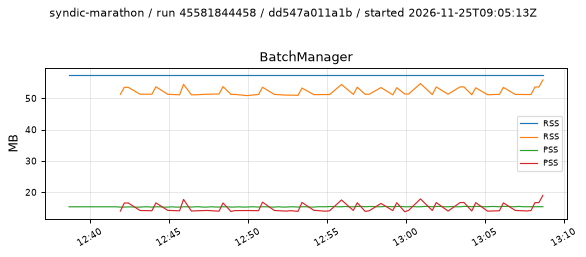 syndic-marathon / run 45581844458 / dd547a011a1b / started 2026-11-25T09:05:13Z
BatchManager
MB
50
40
30
20
RSS
RSS
PSS
PSS
12:40
12:45
12:50
12:55
13:00
13:05
13:10